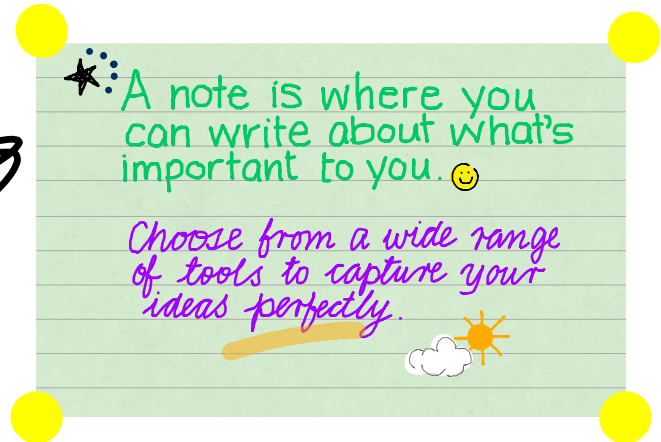 A note is where you
can write about what's
important to you.
Choose from a wide range
of tools to capture your
ideas perfectly.